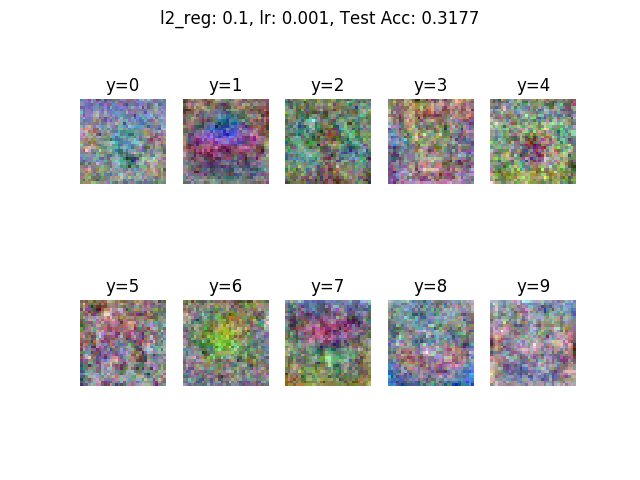 l2_reg: 0.1, lr: 0.001, Test Acc: 0.3177
y=0 y=1 y=2 y=3 y=4
y=5 y=6 y=7 y=8 y=9